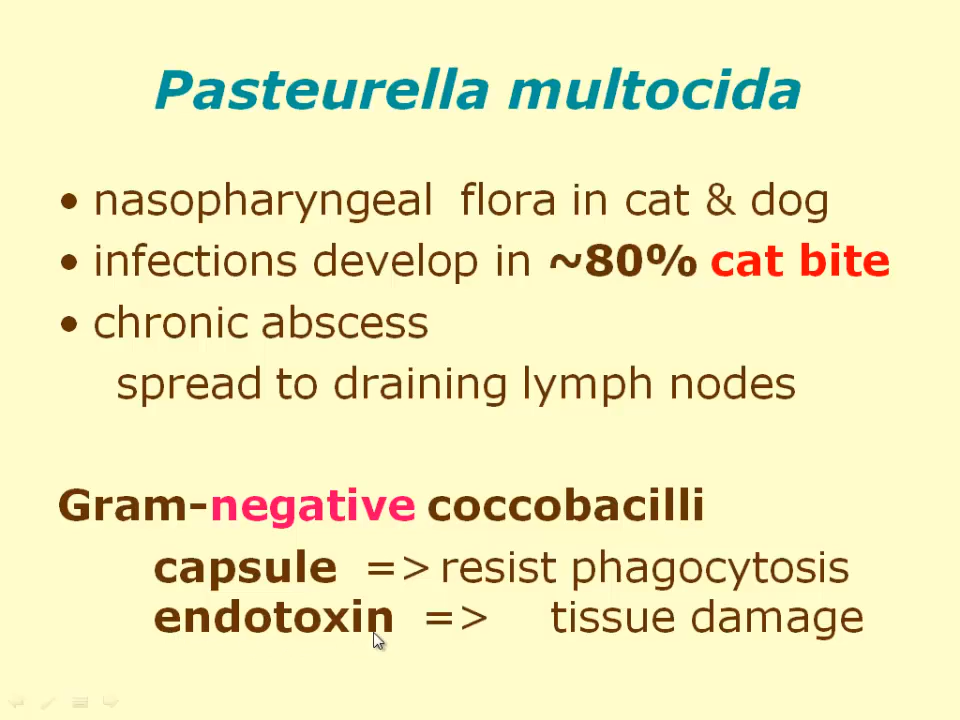 Pasteurella multocida
• nasopharyngeal flora in cat & dog
• infections develop in ~80% cat bite
• chronic abscess
spread to draining lymph nodes
Gram-negative coccobacilli
capsule => resist phagocytosis
endotoxin => tissue damage